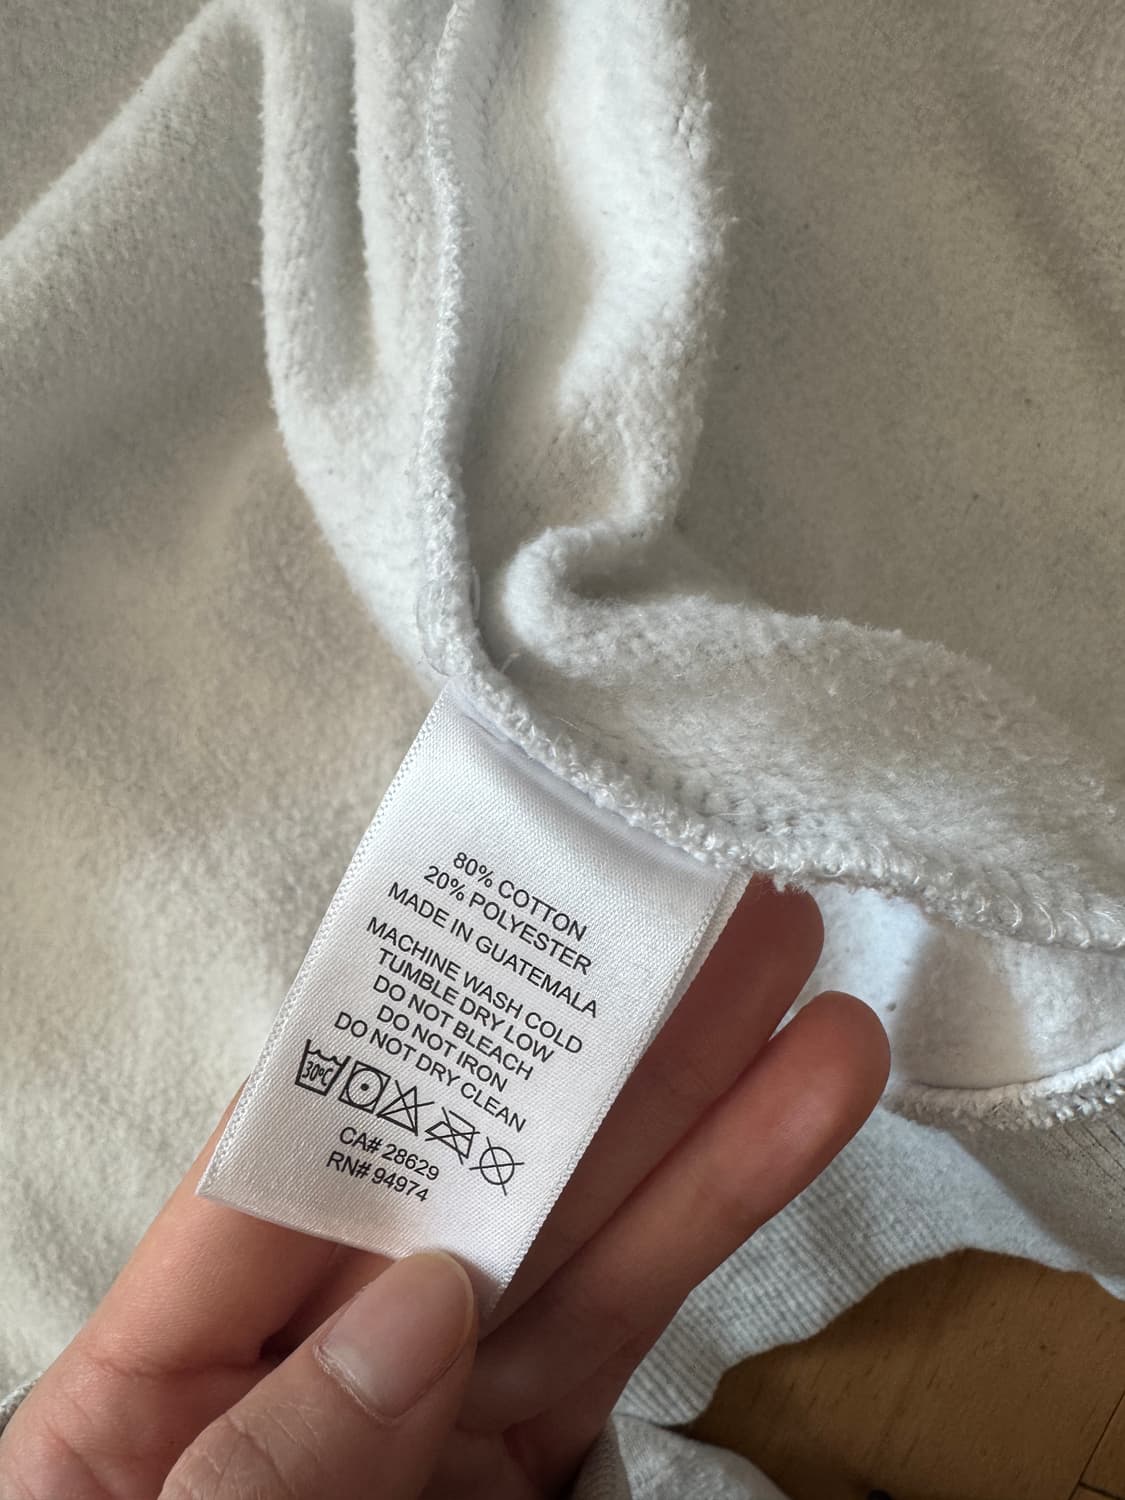 80% COTTON
20% POLYESTER
MADE IN GUATEMALA
MACHINE WASH COLD
TUMBLE DRY LOW
DO NOT BLEACH
DO NOT IRON
DO NOT DRY CLEAN
30°C
CA# 28629
RN# 94974